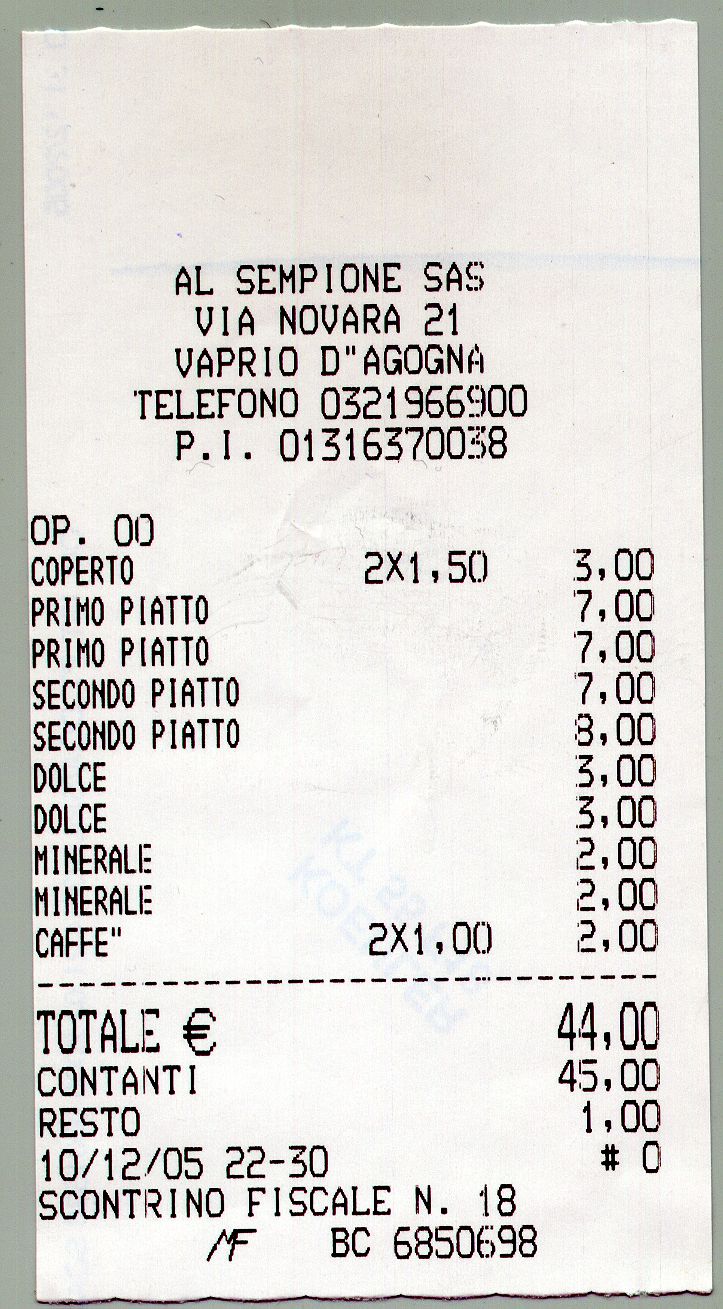 AL SEMPIONE SAS
VIA NOVARA 21
VAPRIO D"AGOGNA
TELEFONO 0321966900
P.I. 01316370038
OP. 00
COPERTO 2X1,50 3,00
PRIMO PIATTO 7,00
PRIMO PIATTO 7,00
SECONDO PIATTO 7,00
SECONDO PIATTO 8,00
DOLCE 3,00
DOLCE 3,00
MINERALE 2,00
MINERALE 2,00
CAFFE" 2X1,00 2,00
--------------------------------
TOTALE € 44,00
CONTANTI 45,00
RESTO 1,00
10/12/05 22-30 # 0
SCONTRINO FISCALE N. 18
MF BC 6850698